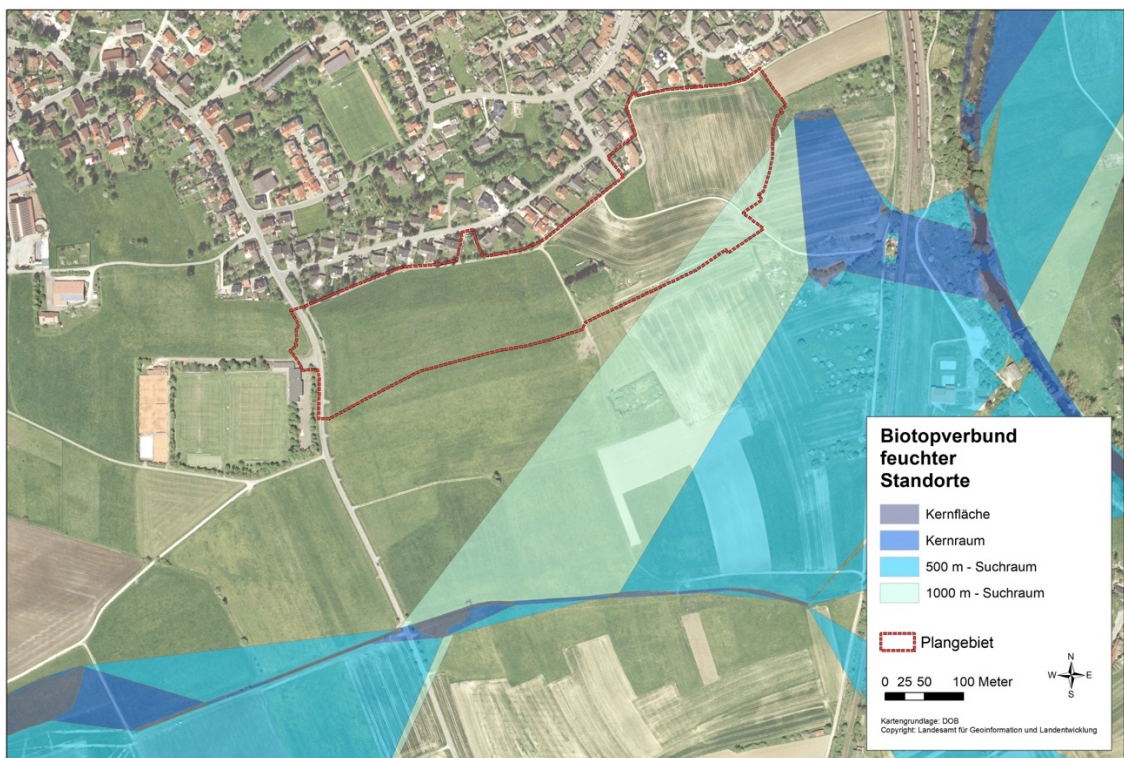 Biotopverbund
feuchter
Standorte
Kernfläche
Kernraum
500 m - Suchraum
1000 m - Suchraum
Plangebiet
N
W E
S
0 25 50 100 Meter
Kartengrundlage: DOB
Copyright: Landesamt für Geoinformation und Landentwicklung